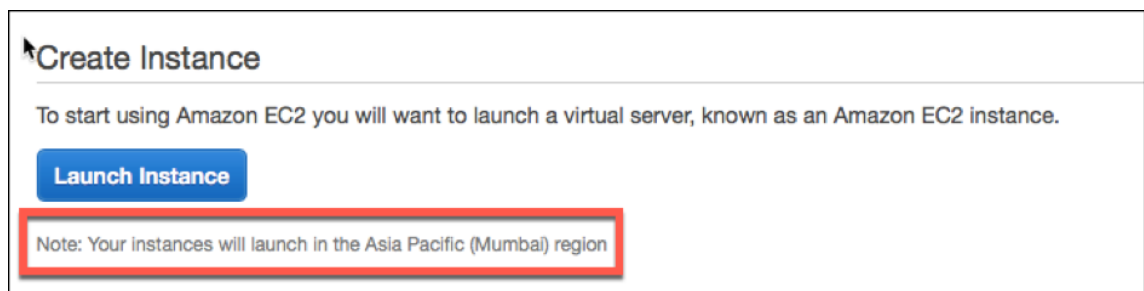 Create Instance
To start using Amazon EC2 you will want to launch a virtual server, known as an Amazon EC2 instance.
Launch Instance
Note: Your instances will launch in the Asia Pacific (Mumbai) region